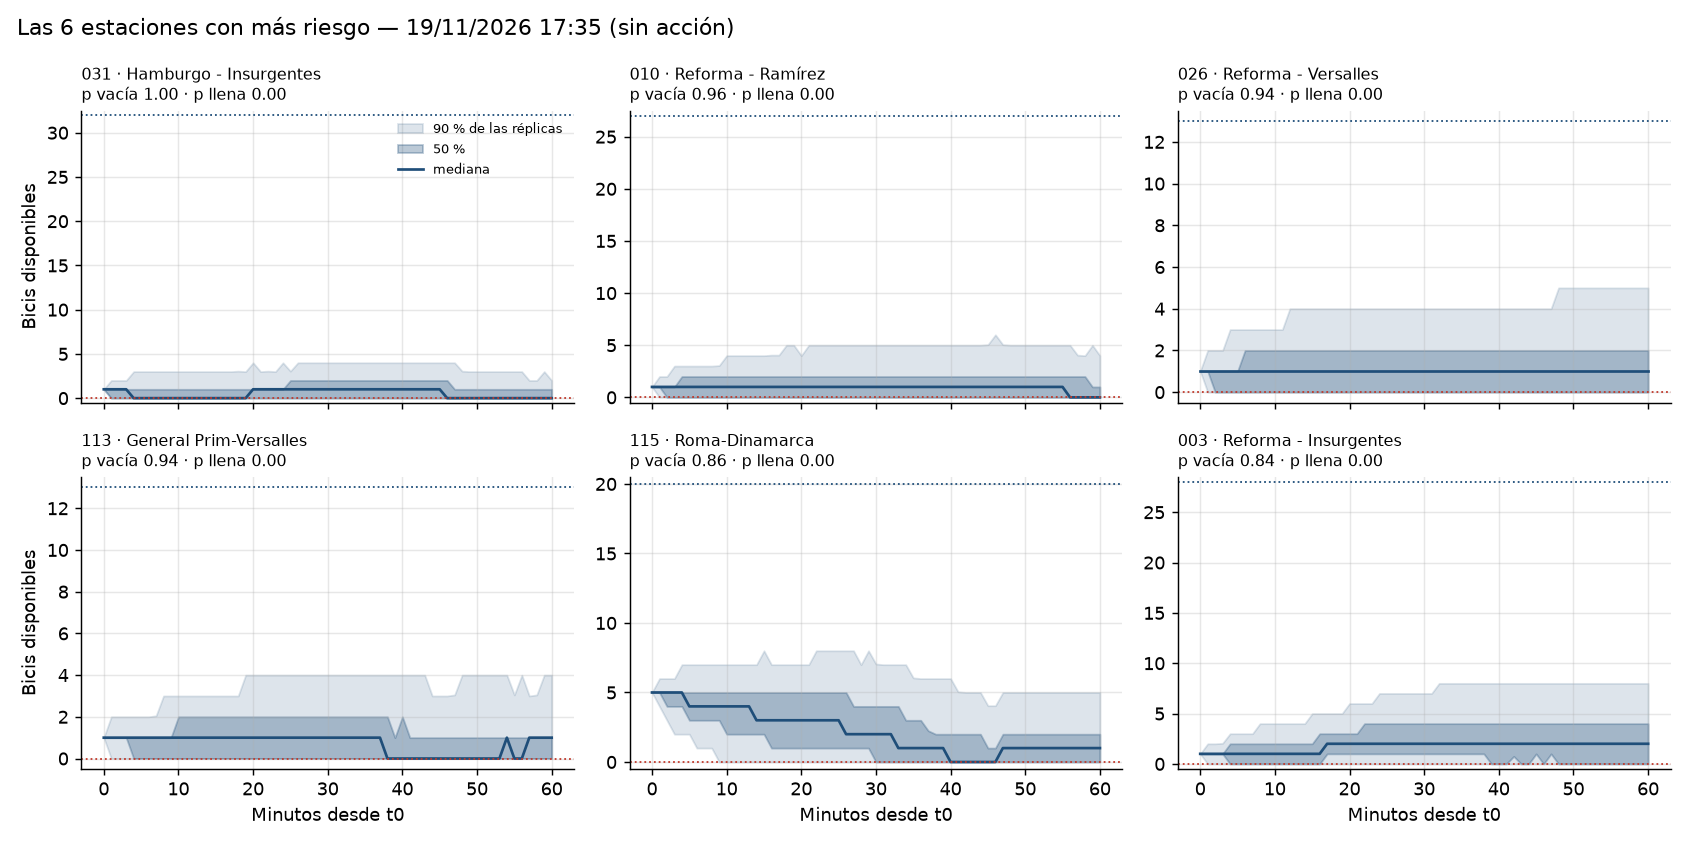 Las 6 estaciones con más riesgo — 19/11/2026 17:35 (sin acción)
031 · Hamburgo - Insurgentes
p vacía 1.00 · p llena 0.00
90 % de las réplicas
50 %
mediana
Bicis disponibles
30
25
20
15
10
5
0
010 · Reforma - Ramírez
p vacía 0.96 · p llena 0.00
25
20
15
10
5
0
026 · Reforma - Versalles
p vacía 0.94 · p llena 0.00
12
10
8
6
4
2
0
113 · General Prim-Versalles
p vacía 0.94 · p llena 0.00
Bicis disponibles
12
10
8
6
4
2
0
0 10 20 30 40 50 60
Minutos desde t0
115 · Roma-Dinamarca
p vacía 0.86 · p llena 0.00
20
15
10
5
0
0 10 20 30 40 50 60
Minutos desde t0
003 · Reforma - Insurgentes
p vacía 0.84 · p llena 0.00
25
20
15
10
5
0
0 10 20 30 40 50 60
Minutos desde t0